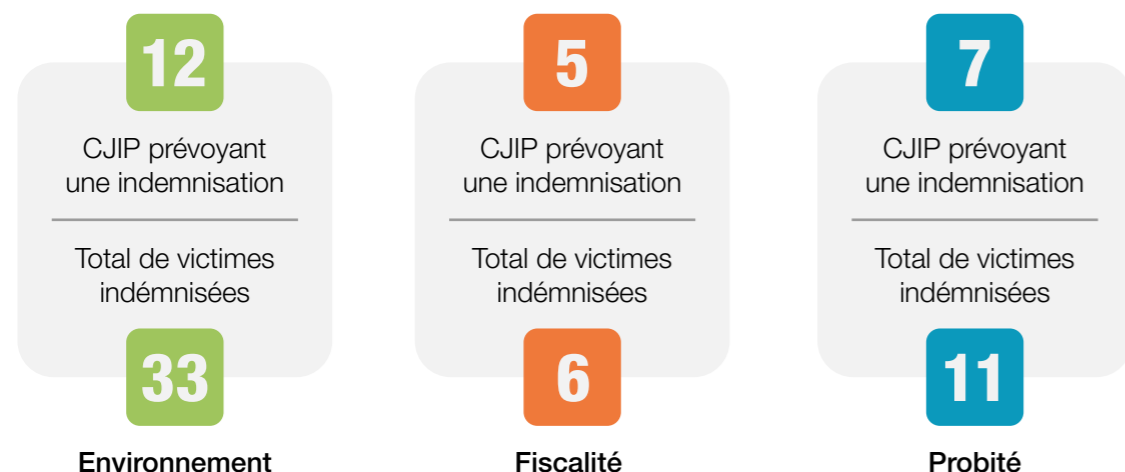 12
CJIP prévoyant
une indemnisation
Total de victimes
indémnisées
33
Environnement
5
CJIP prévoyant
une indemnisation
Total de victimes
indémnisées
6
Fiscalité
7
CJIP prévoyant
une indemnisation
Total de victimes
indémnisées
11
Probité